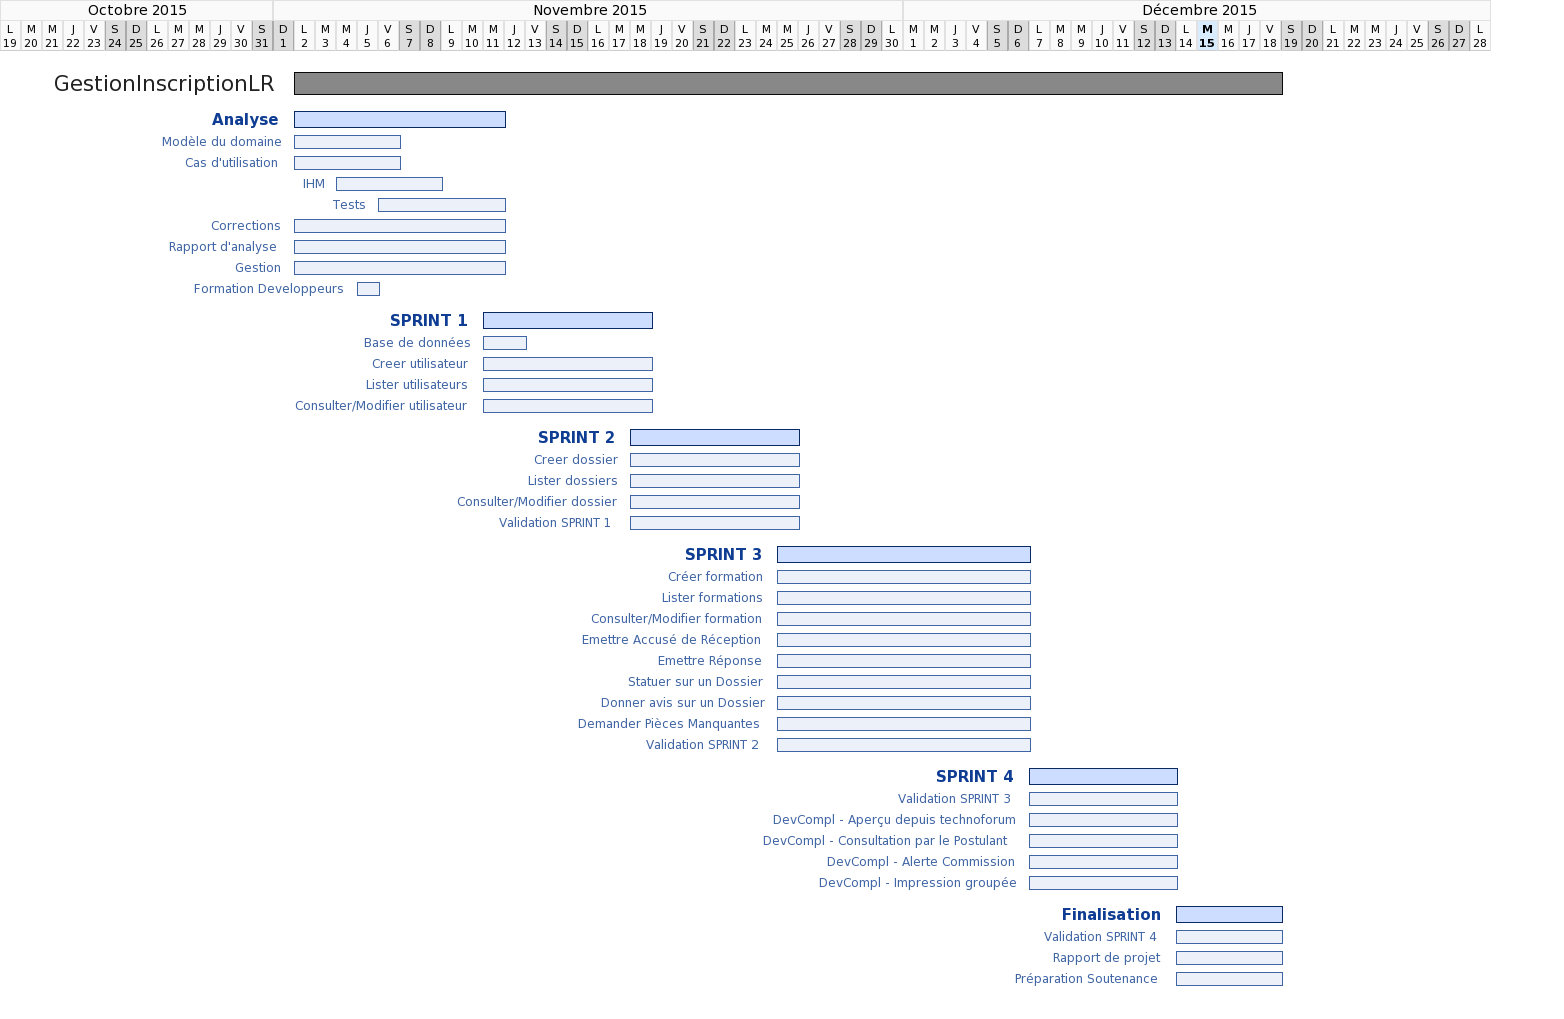 Octobre 2015 Novembre 2015 Décembre 2015
L M M J V S D L M M J V S D L M M J V S D L M M J V S D L M M J V S D L M M J V S D L M M J V S D L M M J V S D L M M J V S D L M M J V S D L
19 20 21 22 23 24 25 26 27 28 29 30 31 1 2 3 4 5 6 7 8 9 10 11 12 13 14 15 16 17 18 19 20 21 22 23 24 25 26 27 28 29 30 1 2 3 4 5 6 7 8 9 10 11 12 13 14 15 16 17 18 19 20 21 22 23 24 25 26 27 28
GestionInscriptionLR
Analyse
Modèle du domaine
Cas d'utilisation
IHM
Tests
Corrections
Rapport d'analyse
Gestion
Formation Developpeurs
SPRINT 1
Base de données
Creer utilisateur
Lister utilisateurs
Consulter/Modifier utilisateur
SPRINT 2
Creer dossier
Lister dossiers
Consulter/Modifier dossier
Validation SPRINT 1
SPRINT 3
Créer formation
Lister formations
Consulter/Modifier formation
Emettre Accusé de Réception
Emettre Réponse
Statuer sur un Dossier
Donner avis sur un Dossier
Demander Pièces Manquantes
Validation SPRINT 2
SPRINT 4
Validation SPRINT 3
DevCompl - Aperçu depuis technoforum
DevCompl - Consultation par le Postulant
DevCompl - Alerte Commission
DevCompl - Impression groupée
Finalisation
Validation SPRINT 4
Rapport de projet
Préparation Soutenance